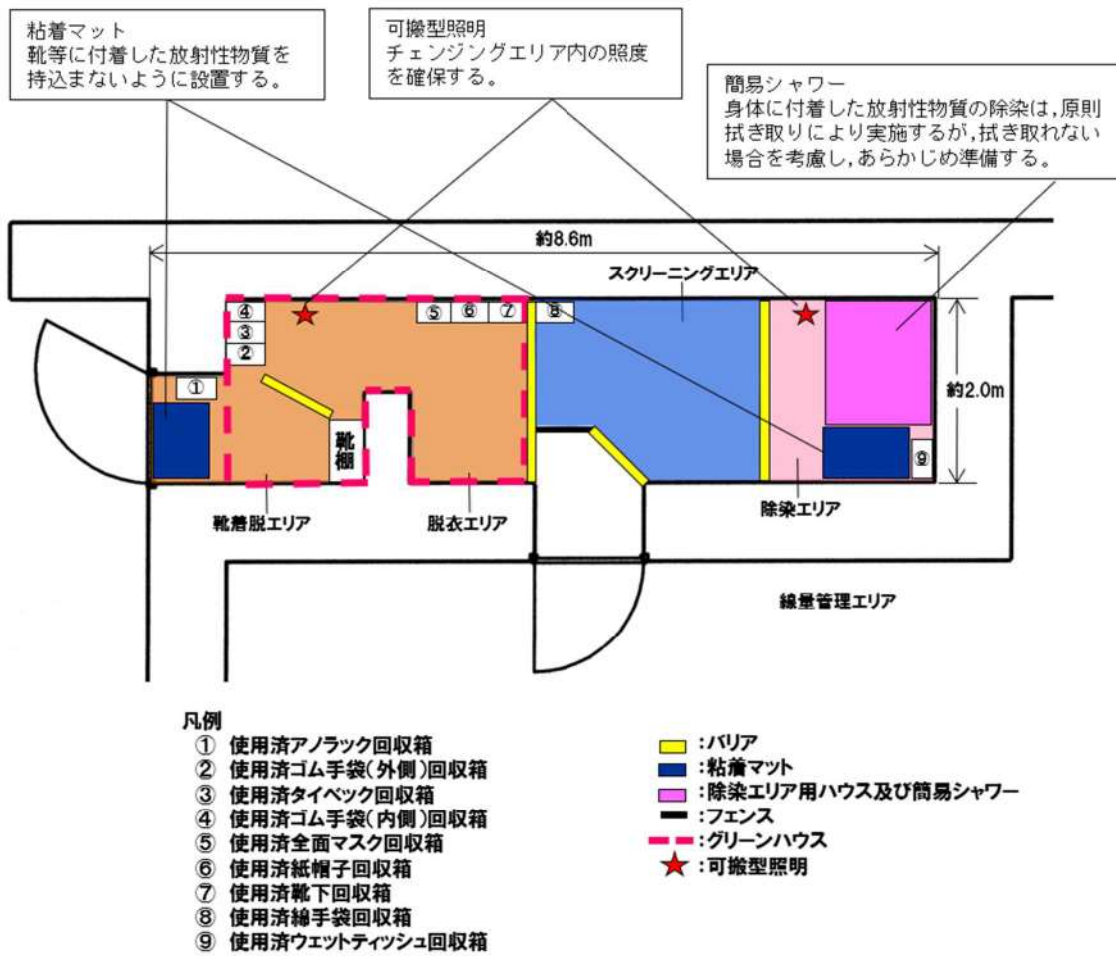 粘着マット
靴等に付着した放射性物質を
持込まないように設置する。
可搬型照明
チェンジングエリア内の照度
を確保する。
簡易シャワー
身体に付着した放射性物質の除染は,原則
拭き取りにより実施するが,拭き取れない
場合を考慮し,あらかじめ準備する。
約8.6m
スクリーニングエリア
④
③
②
①
⑤
⑥
⑦
⑧
⑨
約2.0m
靴棚
靴着脱エリア
脱衣エリア
除染エリア
線量管理エリア
凡例
① 使用済アノラック回収箱
② 使用済ゴム手袋(外側)回収箱
③ 使用済タイベック回収箱
④ 使用済ゴム手袋(内側)回収箱
⑤ 使用済全面マスク回収箱
⑥ 使用済紙帽子回収箱
⑦ 使用済靴下回収箱
⑧ 使用済綿手袋回収箱
⑨ 使用済ウェットティッシュ回収箱
:バリア
:粘着マット
:除染エリア用ハウス及び簡易シャワー
:フェンス
:グリーンハウス
:可搬型照明